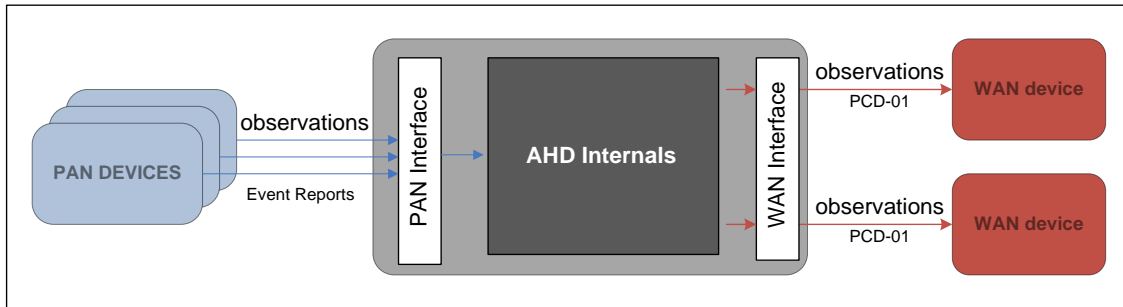 observations
PAN DEVICES
Event Reports
PAN Interface
AHD Internals
WAN Interface
observations
PCD-01
WAN device
observations
PCD-01
WAN device